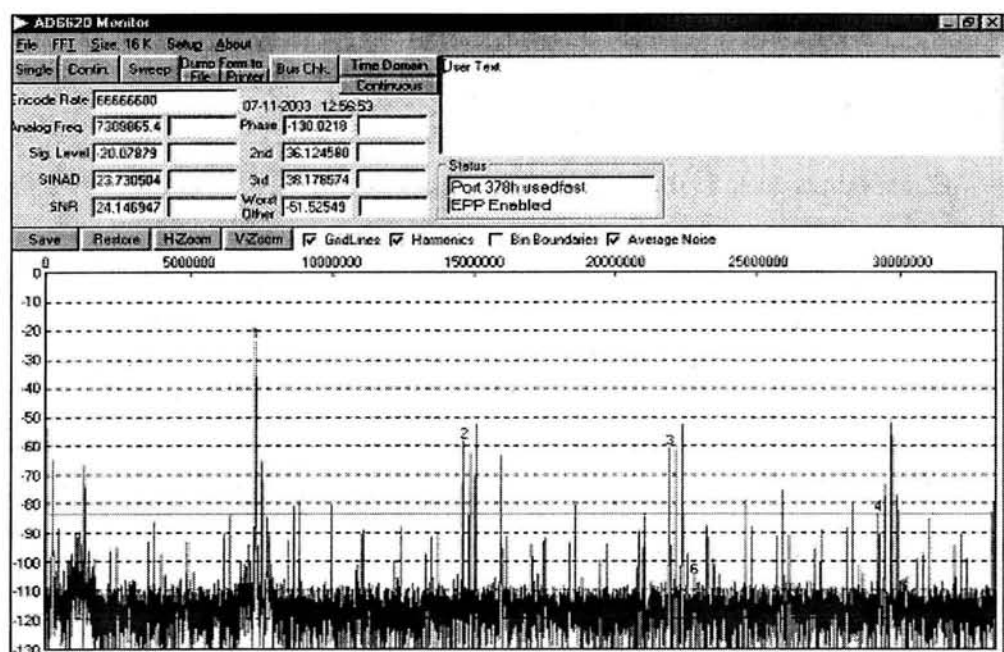 AD6620 Monitor
File FFT Size: 16 K Setup About
Single Contin. Sweep Dump File Form to Printer Bus Chk. Time Domain Continuous
User Text
Encode Rate 66666600 07-11-2003 12:56:53
Analog Freq. 7309865.4 Phase -130.0218
Sig. Level -20.07879 2nd 36.124580
SINAD 23.730504 3rd 38.178574
SNR 24.146947 Worst Other -51.52549
Status
Port 378h usedfast
EPP Enabled
Save Restore H-Zoom V-Zoom GridLines Harmonics Bin Boundaries Average Noise
0 5000000 10000000 15000000 20000000 25000000 30000000
0
-10
-20
-30
-40
-50
2 3
-60
-70
-80
4
-90
-100
6
-110
-120
-130